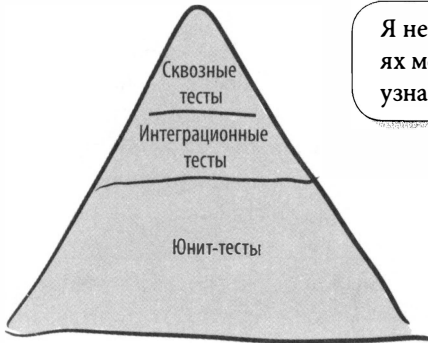 Сквозные
тесты
Интеграционные
тесты
Юнит-тесты
Я не
ях
узна